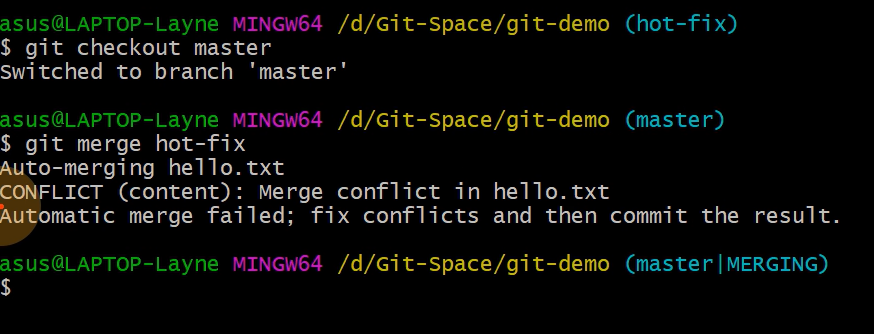 asus@LAPTOP-Layne MINGW64 /d/Git-Space/git-demo (hot-fix)
$ git checkout master
Switched to branch 'master'
asus@LAPTOP-Layne MINGW64 /d/Git-Space/git-demo (master)
$ git merge hot-fix
Auto-merging hello.txt
CONFLICT (content): Merge conflict in hello.txt
Automatic merge failed; fix conflicts and then commit the result.
asus@LAPTOP-Layne MINGW64 /d/Git-Space/git-demo (master|MERGING)
$